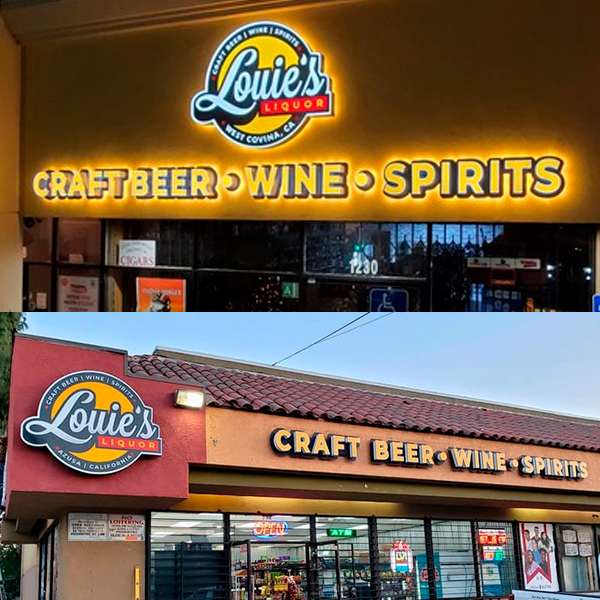 CRAFT BEER | WINE | SPIRITS
Louie's
LIQUOR
WEST COVINA, CA
CRAFT BEER • WINE • SPIRITS
CIGARS
1230
A
CRAFT BEER | WINE | SPIRITS
Louie's
LIQUOR
AZUSA | CALIFORNIA
CRAFT BEER • WINE • SPIRITS
NO
LOITERING
OPEN
ATM